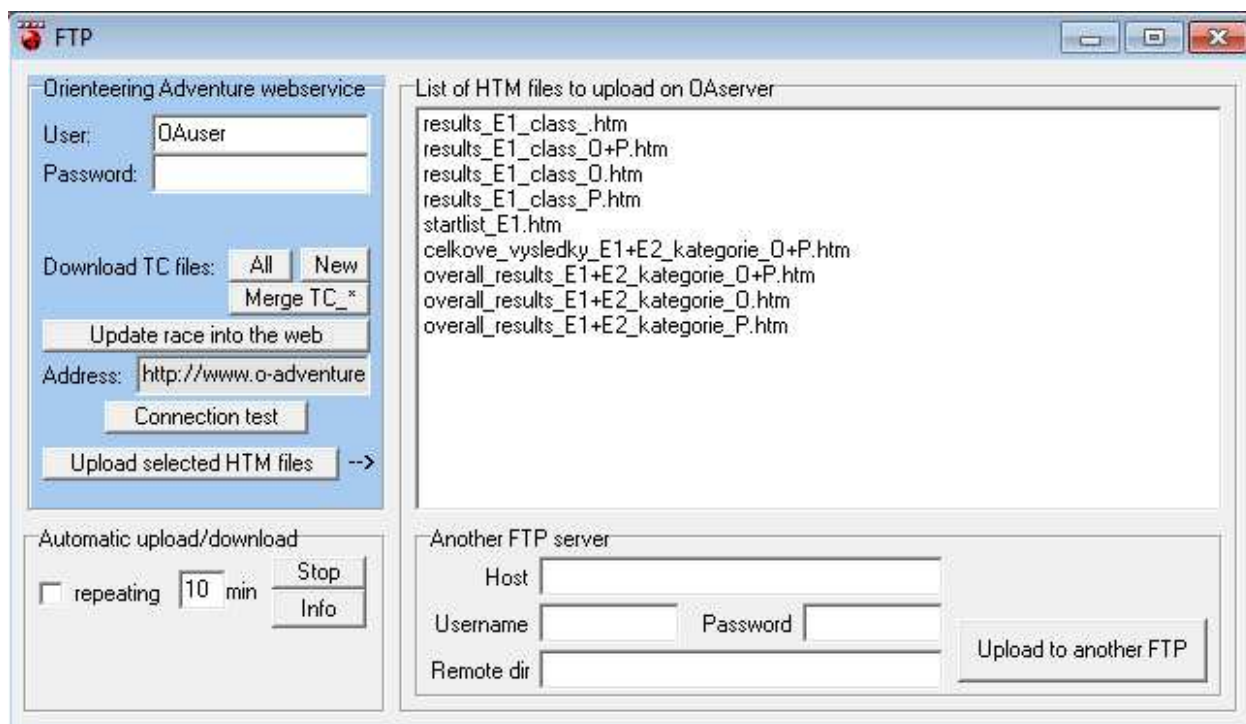 FTP
Orienteering Adventure webservice
User: OAuser
Password:
Download TC files: All New
Merge TC_*
Update race into the web
Address: http://www.o-adventure
Connection test
Upload selected HTM files -->
List of HTM files to upload on OAserver
results_E1_class_.htm
results_E1_class_O+P.htm
results_E1_class_O.htm
results_E1_class_P.htm
startlist_E1.htm
celkove_vysledky_E1+E2_kategorie_O+P.htm
overall_results_E1+E2_kategorie_O+P.htm
overall_results_E1+E2_kategorie_O.htm
overall_results_E1+E2_kategorie_P.htm
Automatic upload/download
repeating 10 min Stop
Info
Another FTP server
Host
Username Password
Remote dir
Upload to another FTP